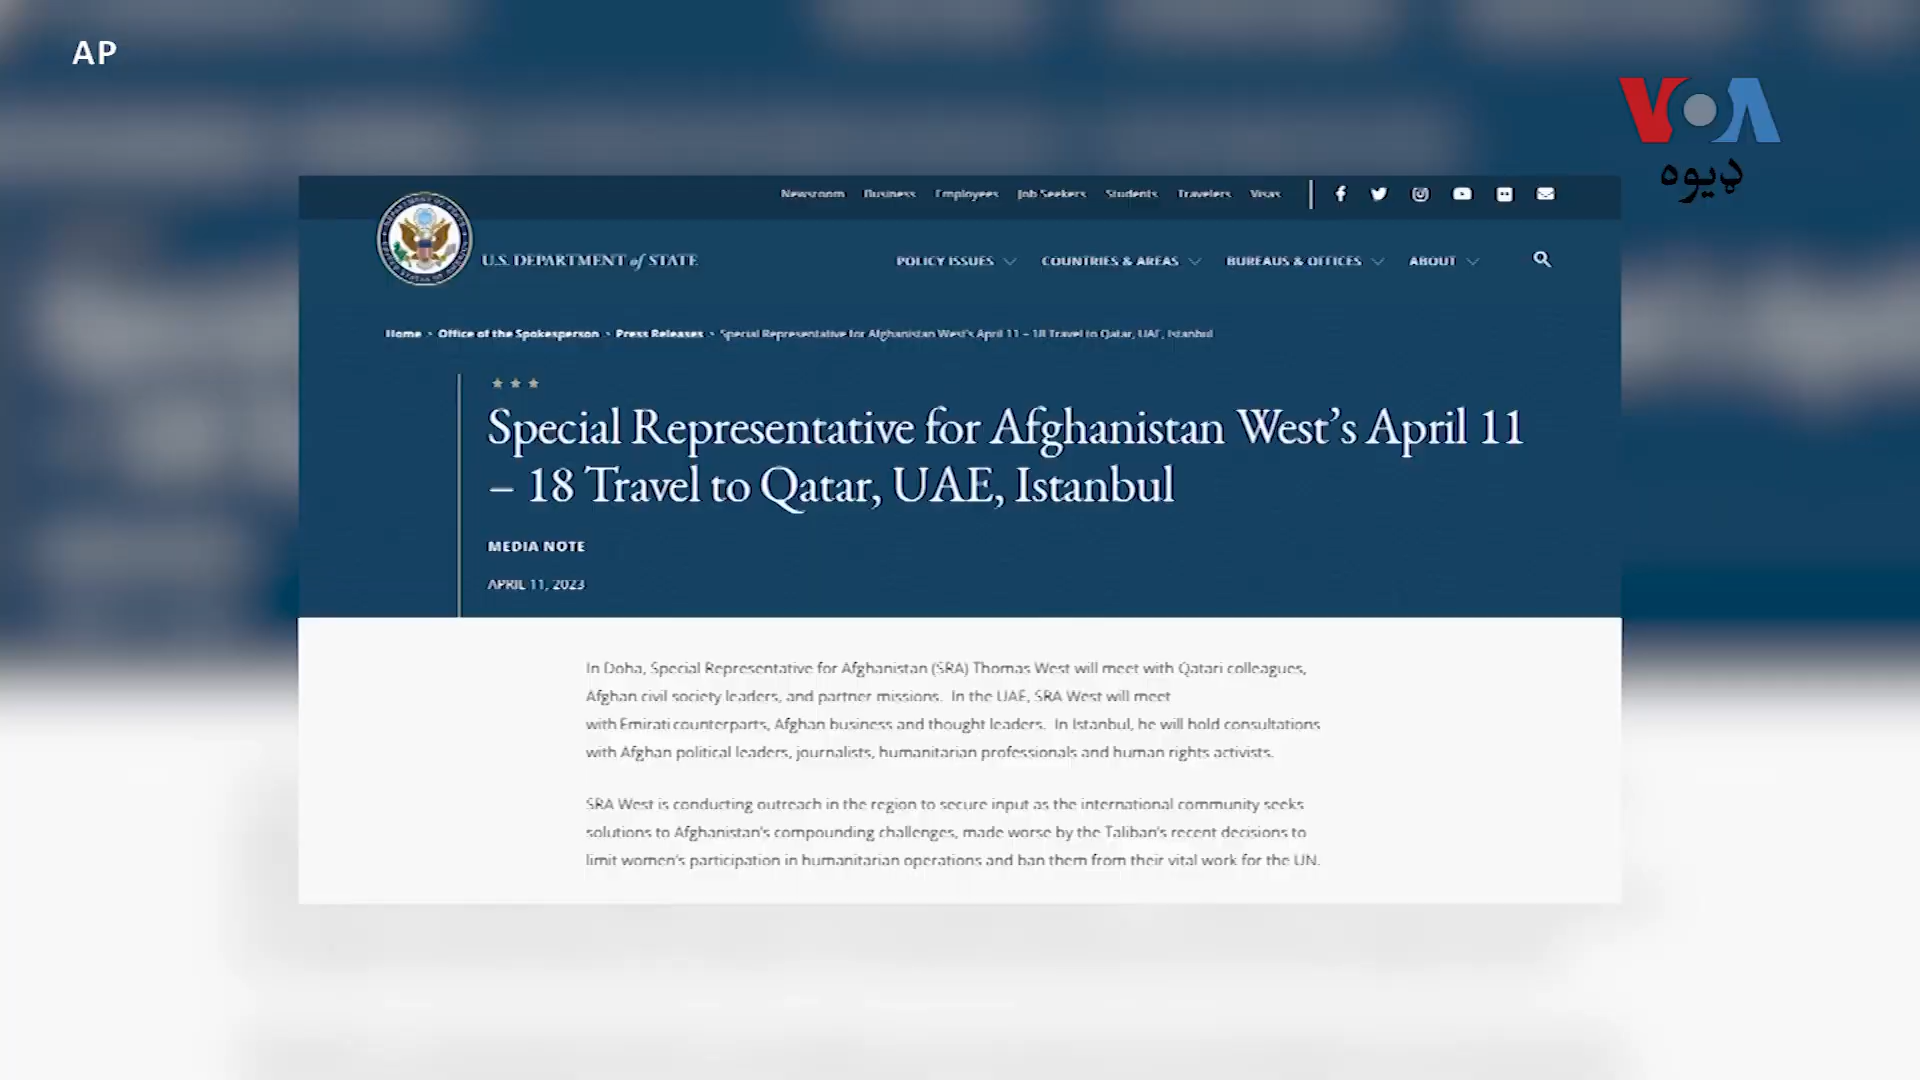 AP
VOA
ډیوه
Newsroom Business Employees Job Seekers Students Travelers Visas
U.S. DEPARTMENT of STATE
POLICY ISSUES COUNTRIES & AREAS BUREAUS & OFFICES ABOUT
Home > Office of the Spokesperson > Press Releases > Special Representative for Afghanistan West's April 11 – 18 Travel to Qatar, UAE, Istanbul
Special Representative for Afghanistan West's April 11
– 18 Travel to Qatar, UAE, Istanbul
MEDIA NOTE
APRIL 11, 2023
In Doha, Special Representative for Afghanistan (SRA) Thomas West will meet with Qatari colleagues,
Afghan civil society leaders, and partner missions. In the UAE, SRA West will meet
with Emirati counterparts, Afghan business and thought leaders. In Istanbul, he will hold consultations
with Afghan political leaders, journalists, humanitarian professionals and human rights activists.
SRA West is conducting outreach in the region to secure input as the international community seeks
solutions to Afghanistan's compounding challenges, made worse by the Taliban's recent decisions to
limit women's participation in humanitarian operations and ban them from their vital work for the UN.